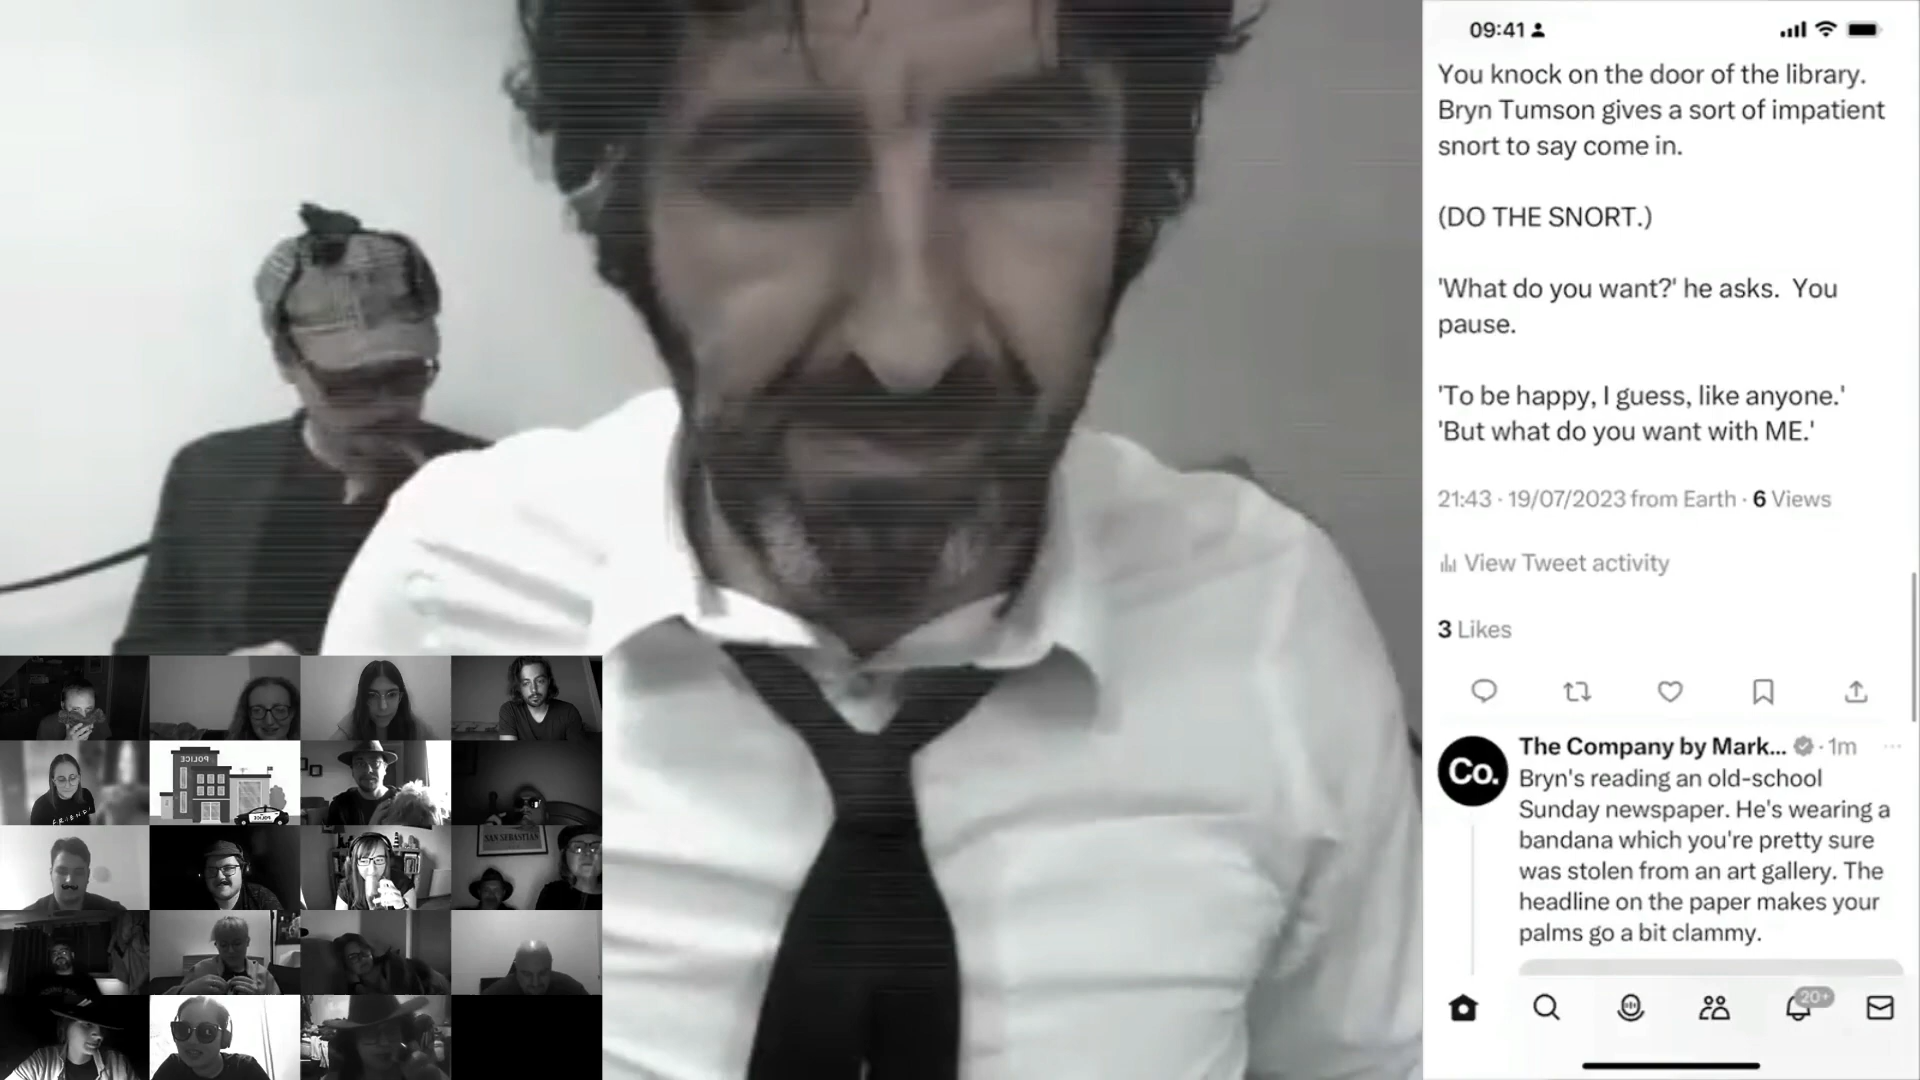 09:41
You knock on the door of the library.
Bryn Tumson gives a sort of impatient
snort to say come in.
(DO THE SNORT.)
'What do you want?' he asks.  You
pause.
'To be happy, I guess, like anyone.'
'But what do you want with ME.'
21:43 · 19/07/2023 from Earth · 6 Views
View Tweet activity
3 Likes
Co.
The Company by Mark... · 1m
Bryn's reading an old-school
Sunday newspaper. He's wearing a
bandana which you're pretty sure
was stolen from an art gallery. The
headline on the paper makes your
palms go a bit clammy.
20+
POLICE
POLICE
FRIENDS
SAN SEBASTIAN